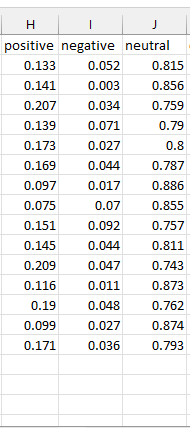 H I J
positive negative neutral
0.133 0.052 0.815
0.141 0.003 0.856
0.207 0.034 0.759
0.139 0.071 0.79
0.173 0.027 0.8
0.169 0.044 0.787
0.097 0.017 0.886
0.075 0.07 0.855
0.151 0.092 0.757
0.145 0.044 0.811
0.209 0.047 0.743
0.116 0.011 0.873
0.19 0.048 0.762
0.099 0.027 0.874
0.171 0.036 0.793